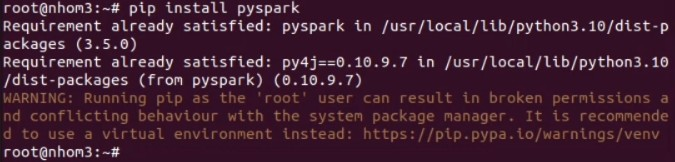 root@nhom3:~# pip install pyspark
Requirement already satisfied: pyspark in /usr/local/lib/python3.10/dist-p
ackages (3.5.0)
Requirement already satisfied: py4j==0.10.9.7 in /usr/local/lib/python3.10
/dist-packages (from pyspark) (0.10.9.7)
WARNING: Running pip as the 'root' user can result in broken permissions a
nd conflicting behaviour with the system package manager. It is recommende
d to use a virtual environment instead: https://pip.pypa.io/warnings/venv
root@nhom3:~#